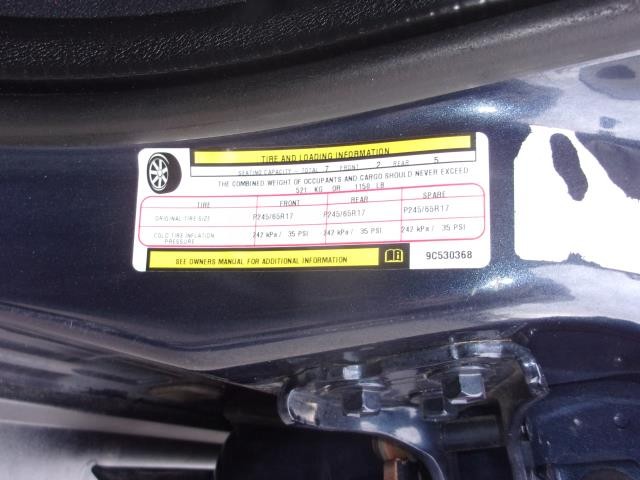 TIRE AND LOADING INFORMATION
SEATING CAPACITY - TOTAL 7 FRONT 2 REAR 5
THE COMBINED WEIGHT OF OCCUPANTS AND CARGO SHOULD NEVER EXCEED
521 KG OR 1150 LB
TIRE FRONT REAR SPARE
ORIGINAL TIRE SIZE P245/65R17 P245/65R17 P245/65R17
COLD TIRE INFLATION PRESSURE 242 kPa / 35 PSI 242 kPa / 35 PSI 242 kPa / 35 PSI
SEE OWNERS MANUAL FOR ADDITIONAL INFORMATION 9C530368